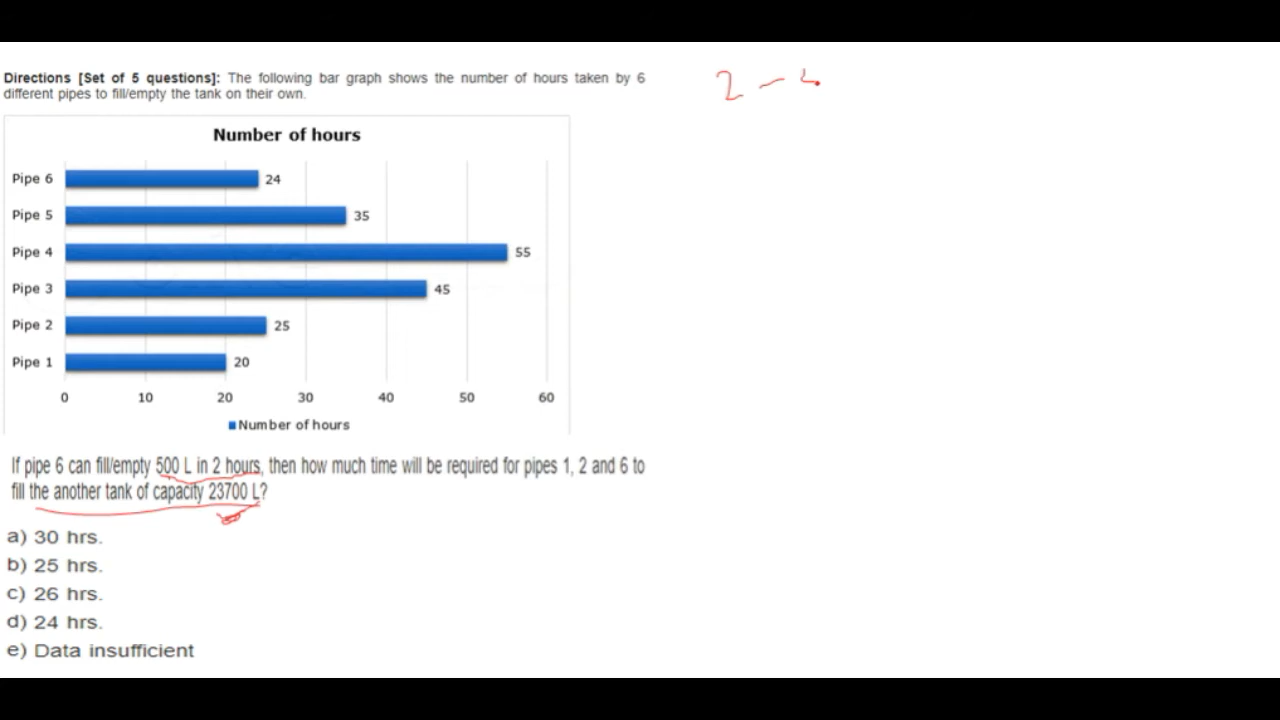 Directions [Set of 5 questions]: The following bar graph shows the number of hours taken by 6
different pipes to fill/empty the tank on their own.
2 –
Number of hours
Pipe 6 24
Pipe 5 35
Pipe 4 55
Pipe 3 45
Pipe 2 25
Pipe 1 20
0 10 20 30 40 50 60
Number of hours
If pipe 6 can fill/empty 500 L in 2 hours, then how much time will be required for pipes 1, 2 and 6 to
fill the another tank of capacity 23700 L?
a) 30 hrs.
b) 25 hrs.
c) 26 hrs.
d) 24 hrs.
e) Data insufficient